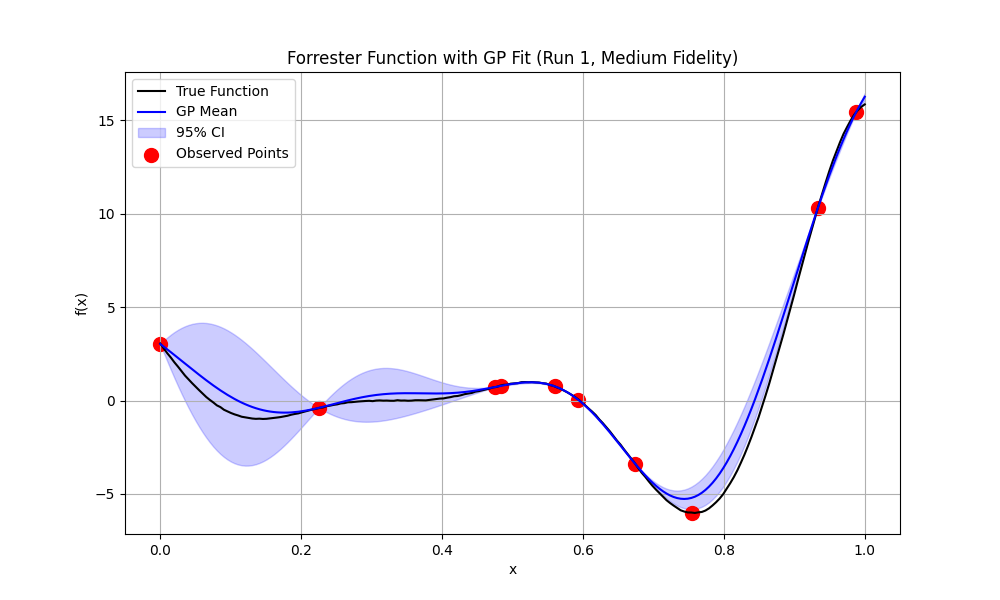 Forrester Function with GP Fit (Run 1, Medium Fidelity)
True Function
GP Mean
95% CI
Observed Points
f(x)
15
10
5
0
−5
0.0
0.2
0.4
0.6
0.8
1.0
x